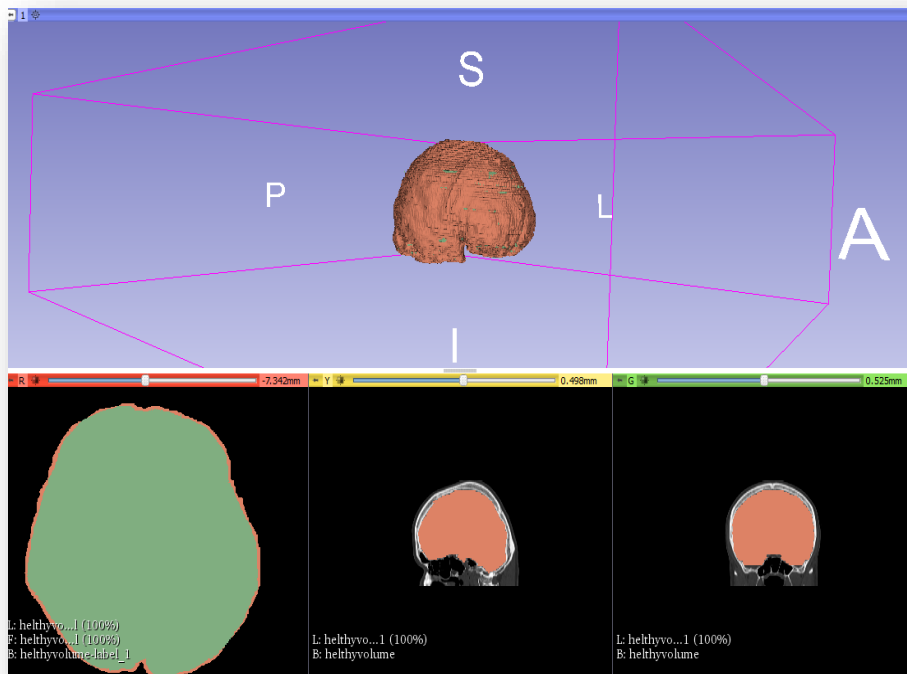 1
S
P
L
A
I
R -7.342mm
Y 0.498mm
G 0.525mm
L: helthyvo...l (100%)
F: helthyvo...l (100%)
B: helthyvolume-label_1
L: helthyvo...1 (100%)
B: helthyvolume
L: helthyvo...1 (100%)
B: helthyvolume